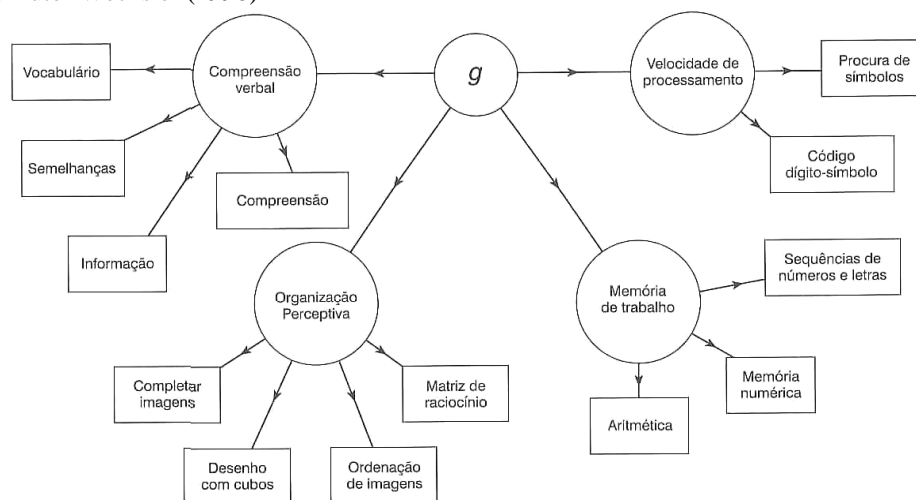 Vocabulário
Compreensão
verbal
g
Velocidade de
processamento
Procura de
símbolos
Semelhanças
Compreensão
Código
dígito-símbolo
Informação
Organização
Perceptiva
Memória
de trabalho
Sequências de
números e letras
Completar
imagens
Matriz de
raciocínio
Memória
numérica
Aritmética
Desenho
com cubos
Ordenação
de imagens